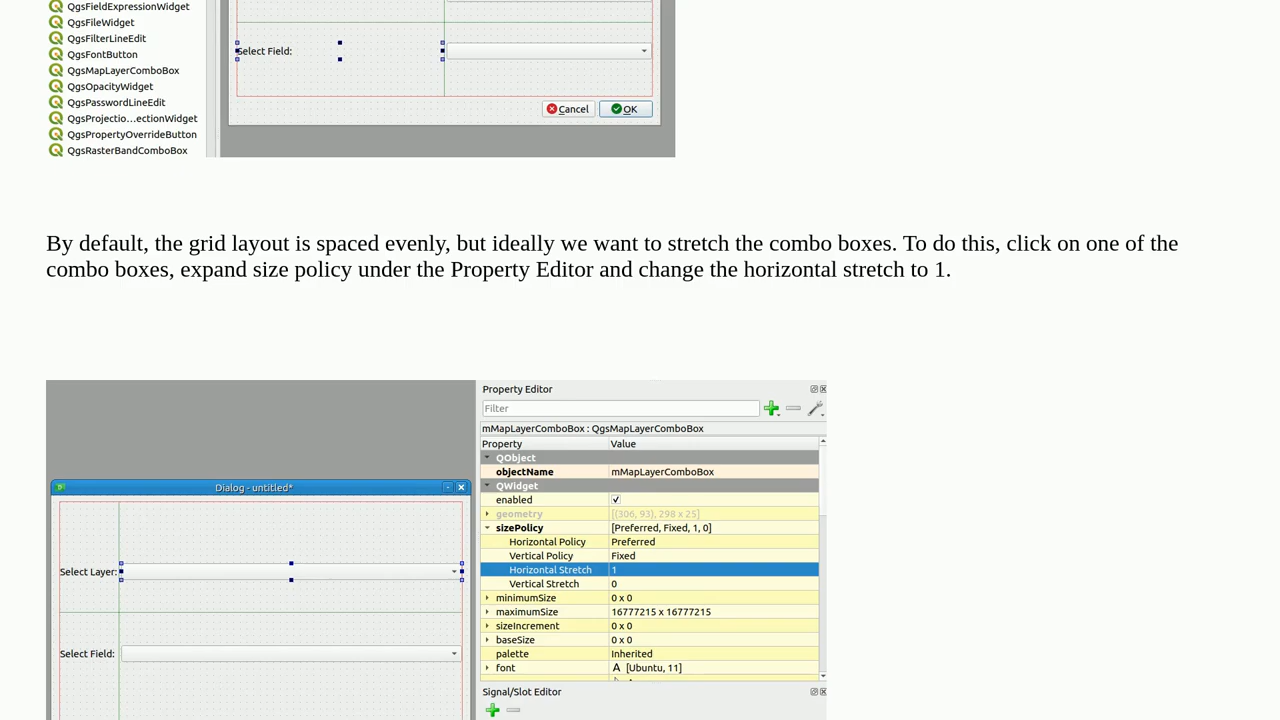 QgsFieldExpressionWidget
QgsFileWidget
QgsFilterLineEdit
QgsFontButton
QgsMapLayerComboBox
QgsOpacityWidget
QgsPasswordLineEdit
QgsProjectio...ectionWidget
QgsPropertyOverrideButton
QgsRasterBandComboBox
Select Field:
Cancel
OK
By default, the grid layout is spaced evenly, but ideally we want to stretch the combo boxes. To do this, click on one of the
combo boxes, expand size policy under the Property Editor and change the horizontal stretch to 1.
Dialog - untitled*
Select Layer:
Select Field:
Property Editor
Filter
mMapLayerComboBox : QgsMapLayerComboBox
Property Value
QObject
objectName mMapLayerComboBox
QWidget
enabled
geometry [(306, 93), 298 x 25]
sizePolicy [Preferred, Fixed, 1, 0]
Horizontal Policy Preferred
Vertical Policy Fixed
Horizontal Stretch 1
Vertical Stretch 0
minimumSize 0 x 0
maximumSize 16777215 x 16777215
sizeIncrement 0 x 0
baseSize 0 x 0
palette Inherited
font A [Ubuntu, 11]
Signal/Slot Editor